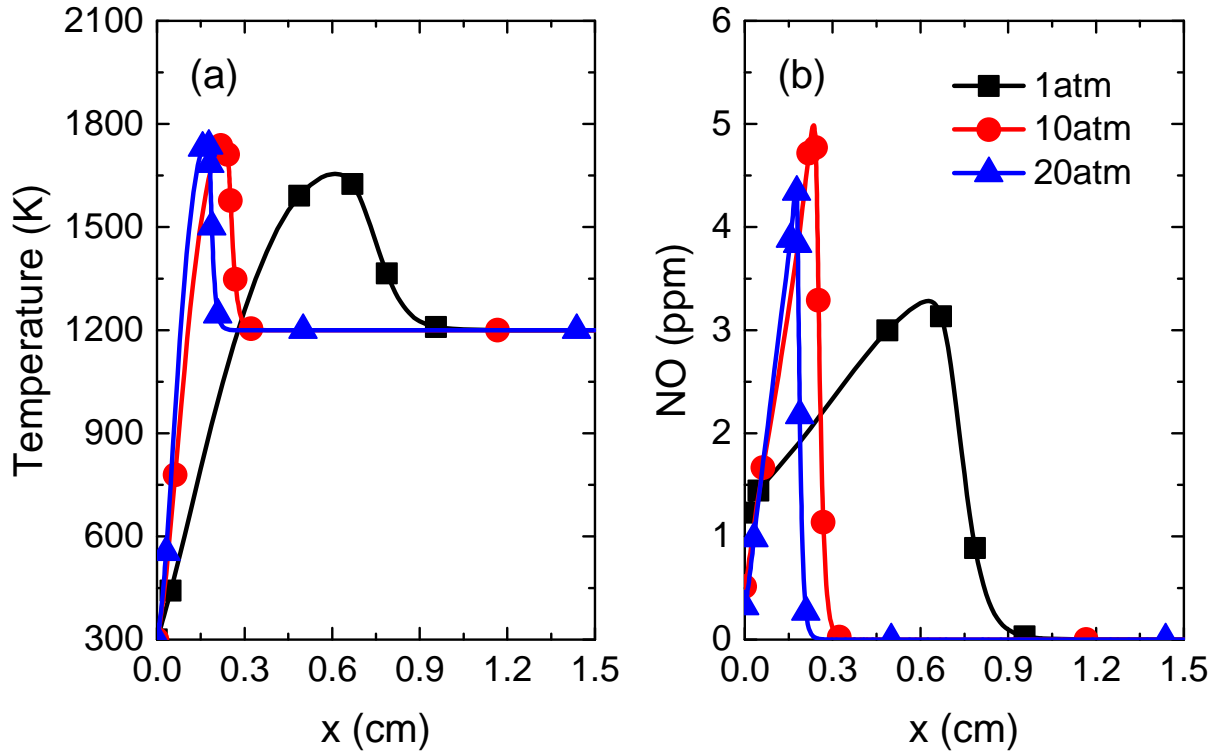 2100
1800
1500
1200
900
600
300
Temperature (K)
(a)
0.0 0.3 0.6 0.9 1.2 1.5
x (cm)
6
5
4
3
2
1
0
NO (ppm)
(b)
1atm
10atm
20atm
0.0 0.3 0.6 0.9 1.2 1.5
x (cm)